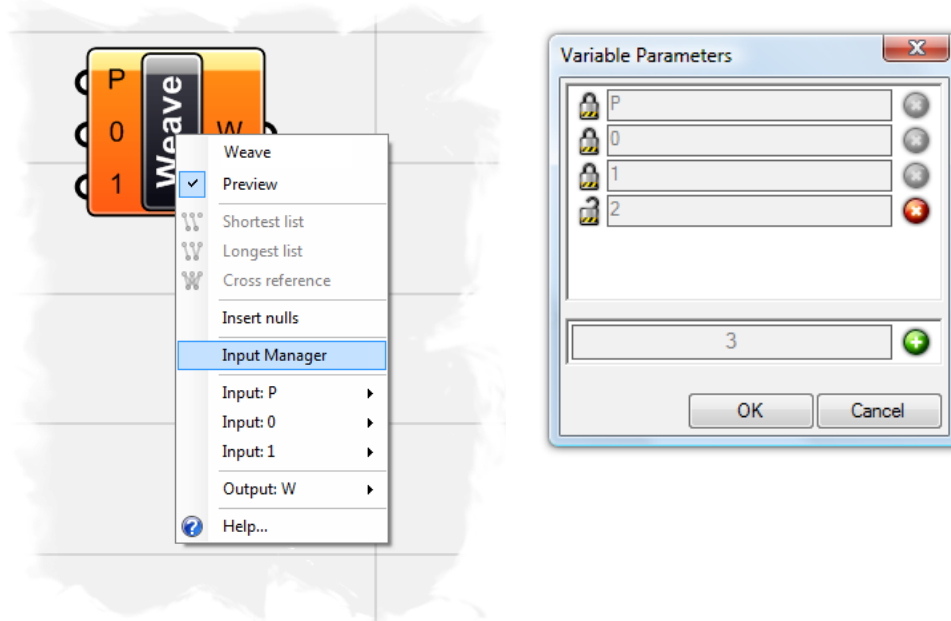 P
0
1
Weave
W
Weave
Preview
Shortest list
Longest list
Cross reference
Insert nulls
Input Manager
Input: P
Input: 0
Input: 1
Output: W
Help...
Variable Parameters
P
0
1
2
3
OK
Cancel